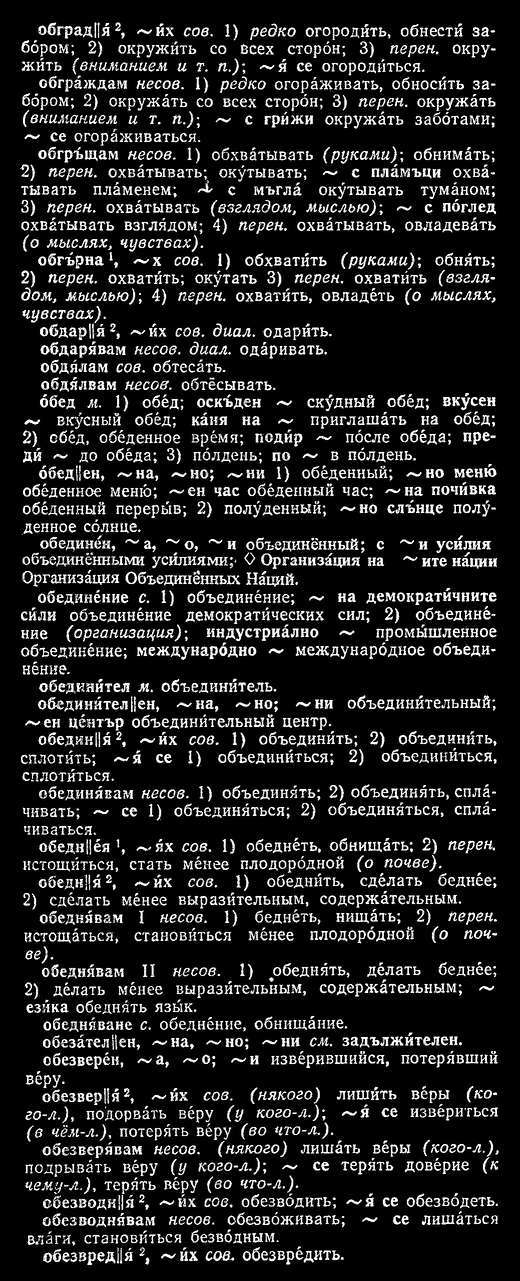 обград||я́ ², ~и́х сов. 1) редко огороди́ть, обнести́ за-
бо́ром; 2) окружи́ть со всех сторо́н; 3) перен. окру-
жи́ть (вниманием и т. п.); ~я́ се огороди́ться.
обгра́ждам несов. 1) редко огора́живать, обноси́ть за-
бо́ром; 2) окружа́ть со всех сторо́н; 3) перен. окружа́ть
(вниманием и т. п.); ~ с гри́жи окружа́ть забо́тами;
~ се огора́живаться.
обгръ́щам несов. 1) обхва́тывать (руками); обнима́ть;
2) перен. охва́тывать; оку́тывать; ~ с пла́мъци охва́-
тывать пла́менем; ~ с мъгла́ оку́тывать тума́ном;
3) перен. охва́тывать (взглядом, мыслью); ~ с по́глед
охва́тывать взгля́дом; 4) перен. охва́тывать, овладева́ть
(о мыслях, чувствах).
обгъ́рна ¹, ~х сов. 1) обхвати́ть (руками); обня́ть;
2) перен. охвати́ть; оку́тать 3) перен. охвати́ть (взгля-
дом, мыслью); 4) перен. охвати́ть, овладе́ть (о мыслях,
чувствах).
обдар||я́ ², ~и́х сов. диал. одари́ть.
обдаря́вам несов. диал. ода́ривать.
обдя́лам сов. обтеса́ть.
обдя́лвам несов. обтёсывать.
о́бед м. 1) обе́д; оскъ́ден ~ ску́дный обе́д; вку́сен
~ вку́сный обе́д; ка́ня на ~ приглаша́ть на обе́д;
2) обе́д, обе́денное вре́мя; поди́р ~ по́сле обе́да; пре-
ди́ ~ до обе́да; 3) по́лдень; по ~ в по́лдень.
о́бед||ен, ~на, ~но; ~ни 1) обе́денный; ~но меню́
обе́денное меню́; ~ен час обе́денный час; ~на почи́вка
обе́денный переры́в; 2) полу́денный; ~но слъ́нце полу́-
денное со́лнце.
обедине́н, ~а, ~о, ~и объединённый; с ~и уси́лия
объединёнными уси́лиями; ◊ Организа́ция на ~ите на́ции
Организа́ция Объединённых На́ций.
обедине́ние с. 1) объедине́ние; ~ на демократи́чните
си́ли объедине́ние демократи́ческих сил; 2) объедине́-
ние (организация); индустриа́лно ~ промы́шленное
объедине́ние; междунаро́дно ~ междунаро́дное объеди-
не́ние.
обедини́тел м. объедини́тель.
обедини́тел||ен, ~на, ~но; ~ни объедини́тельный;
~ен це́нтър объедини́тельный центр.
обедин||я́ ², ~и́х сов. 1) объедини́ть; 2) объедини́ть,
сплоти́ть; ~я́ се 1) объедини́ться; 2) объедини́ться,
сплоти́ться.
обединя́вам несов. 1) объединя́ть; 2) объединя́ть, спла́-
чивать; ~ се 1) объединя́ться; 2) объединя́ться, спла́-
чиваться.
обедн||е́я ¹, ~я́х сов. 1) обедне́ть, обнища́ть; 2) перен.
истощи́ться, стать ме́нее плодоро́дной (о почве).
обедн||я́ ², ~и́х сов. 1) обедни́ть, сде́лать бедне́е;
2) сде́лать ме́нее вырази́тельным, содержа́тельным.
обедня́вам I несов. 1) бедне́ть, нища́ть; 2) перен.
истоща́ться, станови́ться ме́нее плодоро́дной (о поч-
ве).
обедня́вам II несов. 1) обедня́ть, де́лать бедне́е;
2) де́лать ме́нее вырази́тельным, содержа́тельным; ~
ези́ка обедня́ть язы́к.
обедня́ване с. обедне́ние, обнища́ние.
обеза́тел||ен, ~на, ~но; ~ни см. задължи́телен.
обезвере́н, ~а, ~о; ~и изве́рившийся, потеря́вший
ве́ру.
обезвер||я́ ², ~и́х сов. (някого) лиши́ть ве́ры (ко-
го-л.), подорва́ть ве́ру (у кого-л.); ~я́ се изве́риться
(в чём-л.), потеря́ть ве́ру (во что-л.).
обезверя́вам несов. (някого) лиша́ть ве́ры (кого-л.),
подрыва́ть ве́ру (у кого-л.); ~ се теря́ть дове́рие (к
чему-л.), теря́ть ве́ру (во что-л.).
обезводн||я́ ², ~и́х сов. обезво́дить; ~я́ се обезво́деть.
обезводня́вам несов. обезво́живать; ~ се лиша́ться
вла́ги, станови́ться безво́дным.
обезвред||я́ ², ~и́х сов. обезвре́дить.